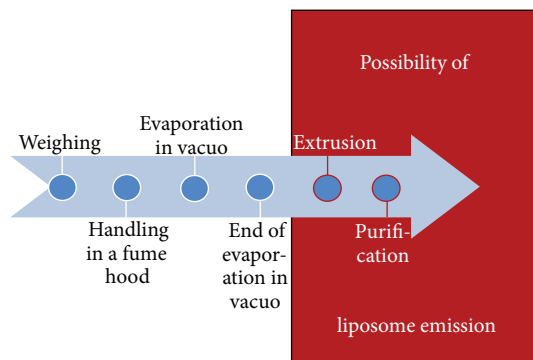 Possibility of
Weighing
Evaporation
in vacuo
Extrusion
Handling
in a fume
hood
End of
evapor-
ation in
vacuo
Purifi-
cation
liposome emission